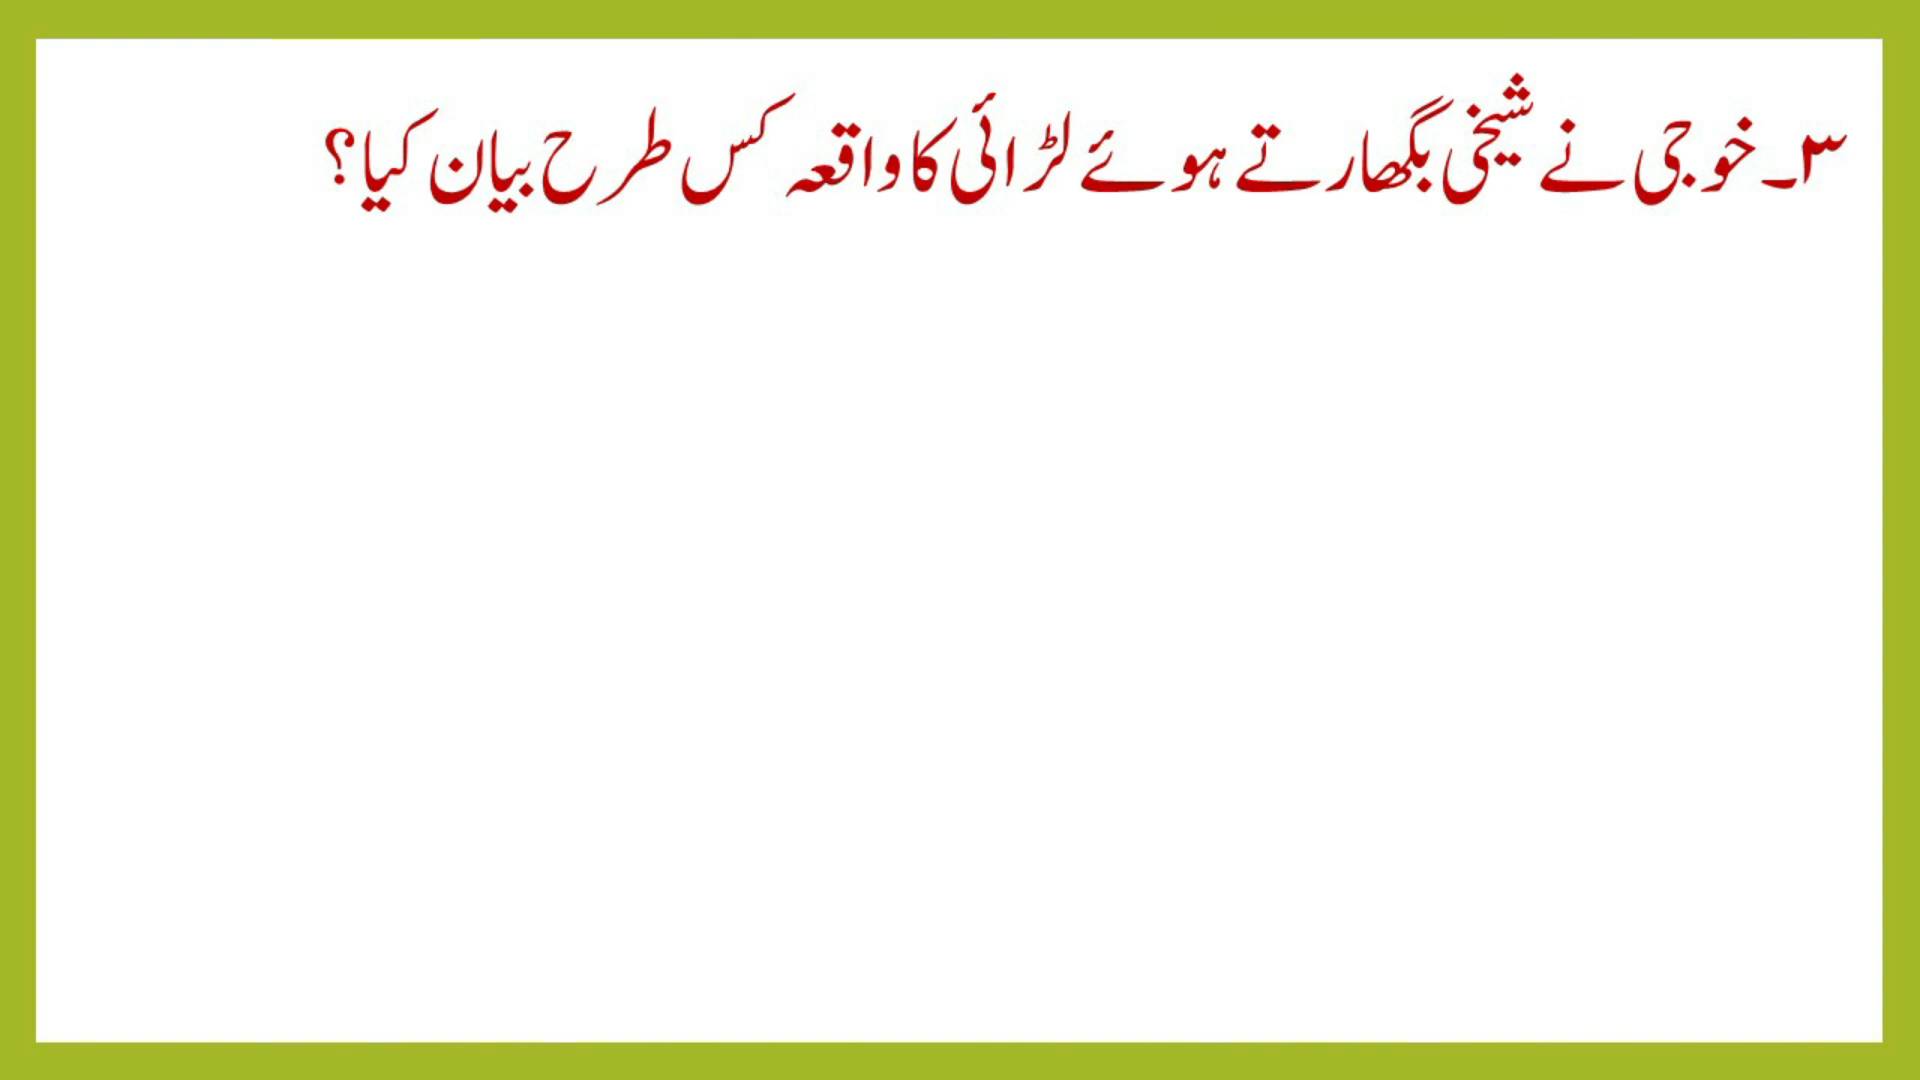 ۳۔خوجی نے شیخی بگھارتے ہوئے لڑائی کا واقعہ کس طرح بیان کیا؟